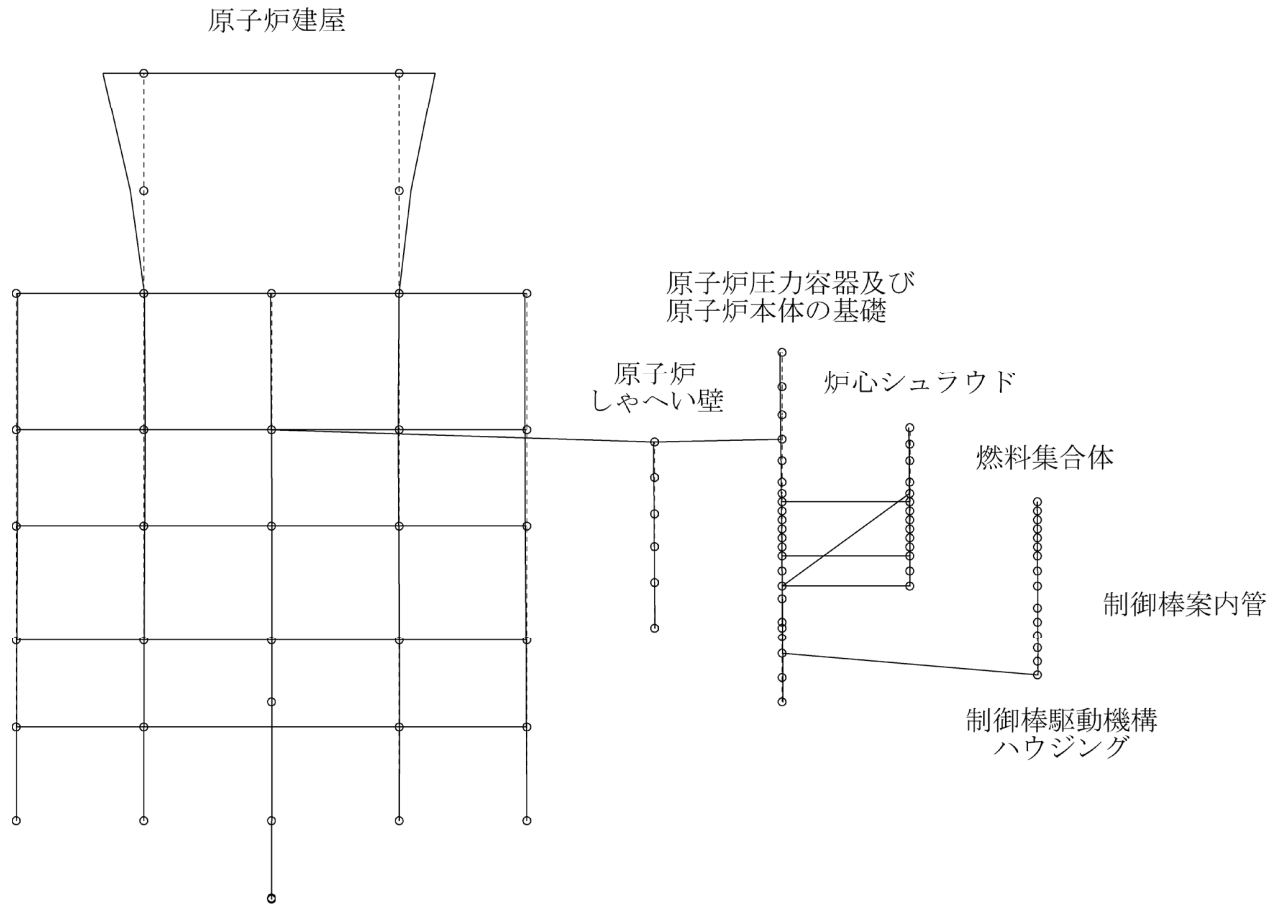 原子炉建屋
原子炉圧力容器及び
原子炉本体の基礎
原子炉
しゃへい壁
炉心シュラウド
燃料集合体
制御棒案内管
制御棒駆動機構
ハウジング